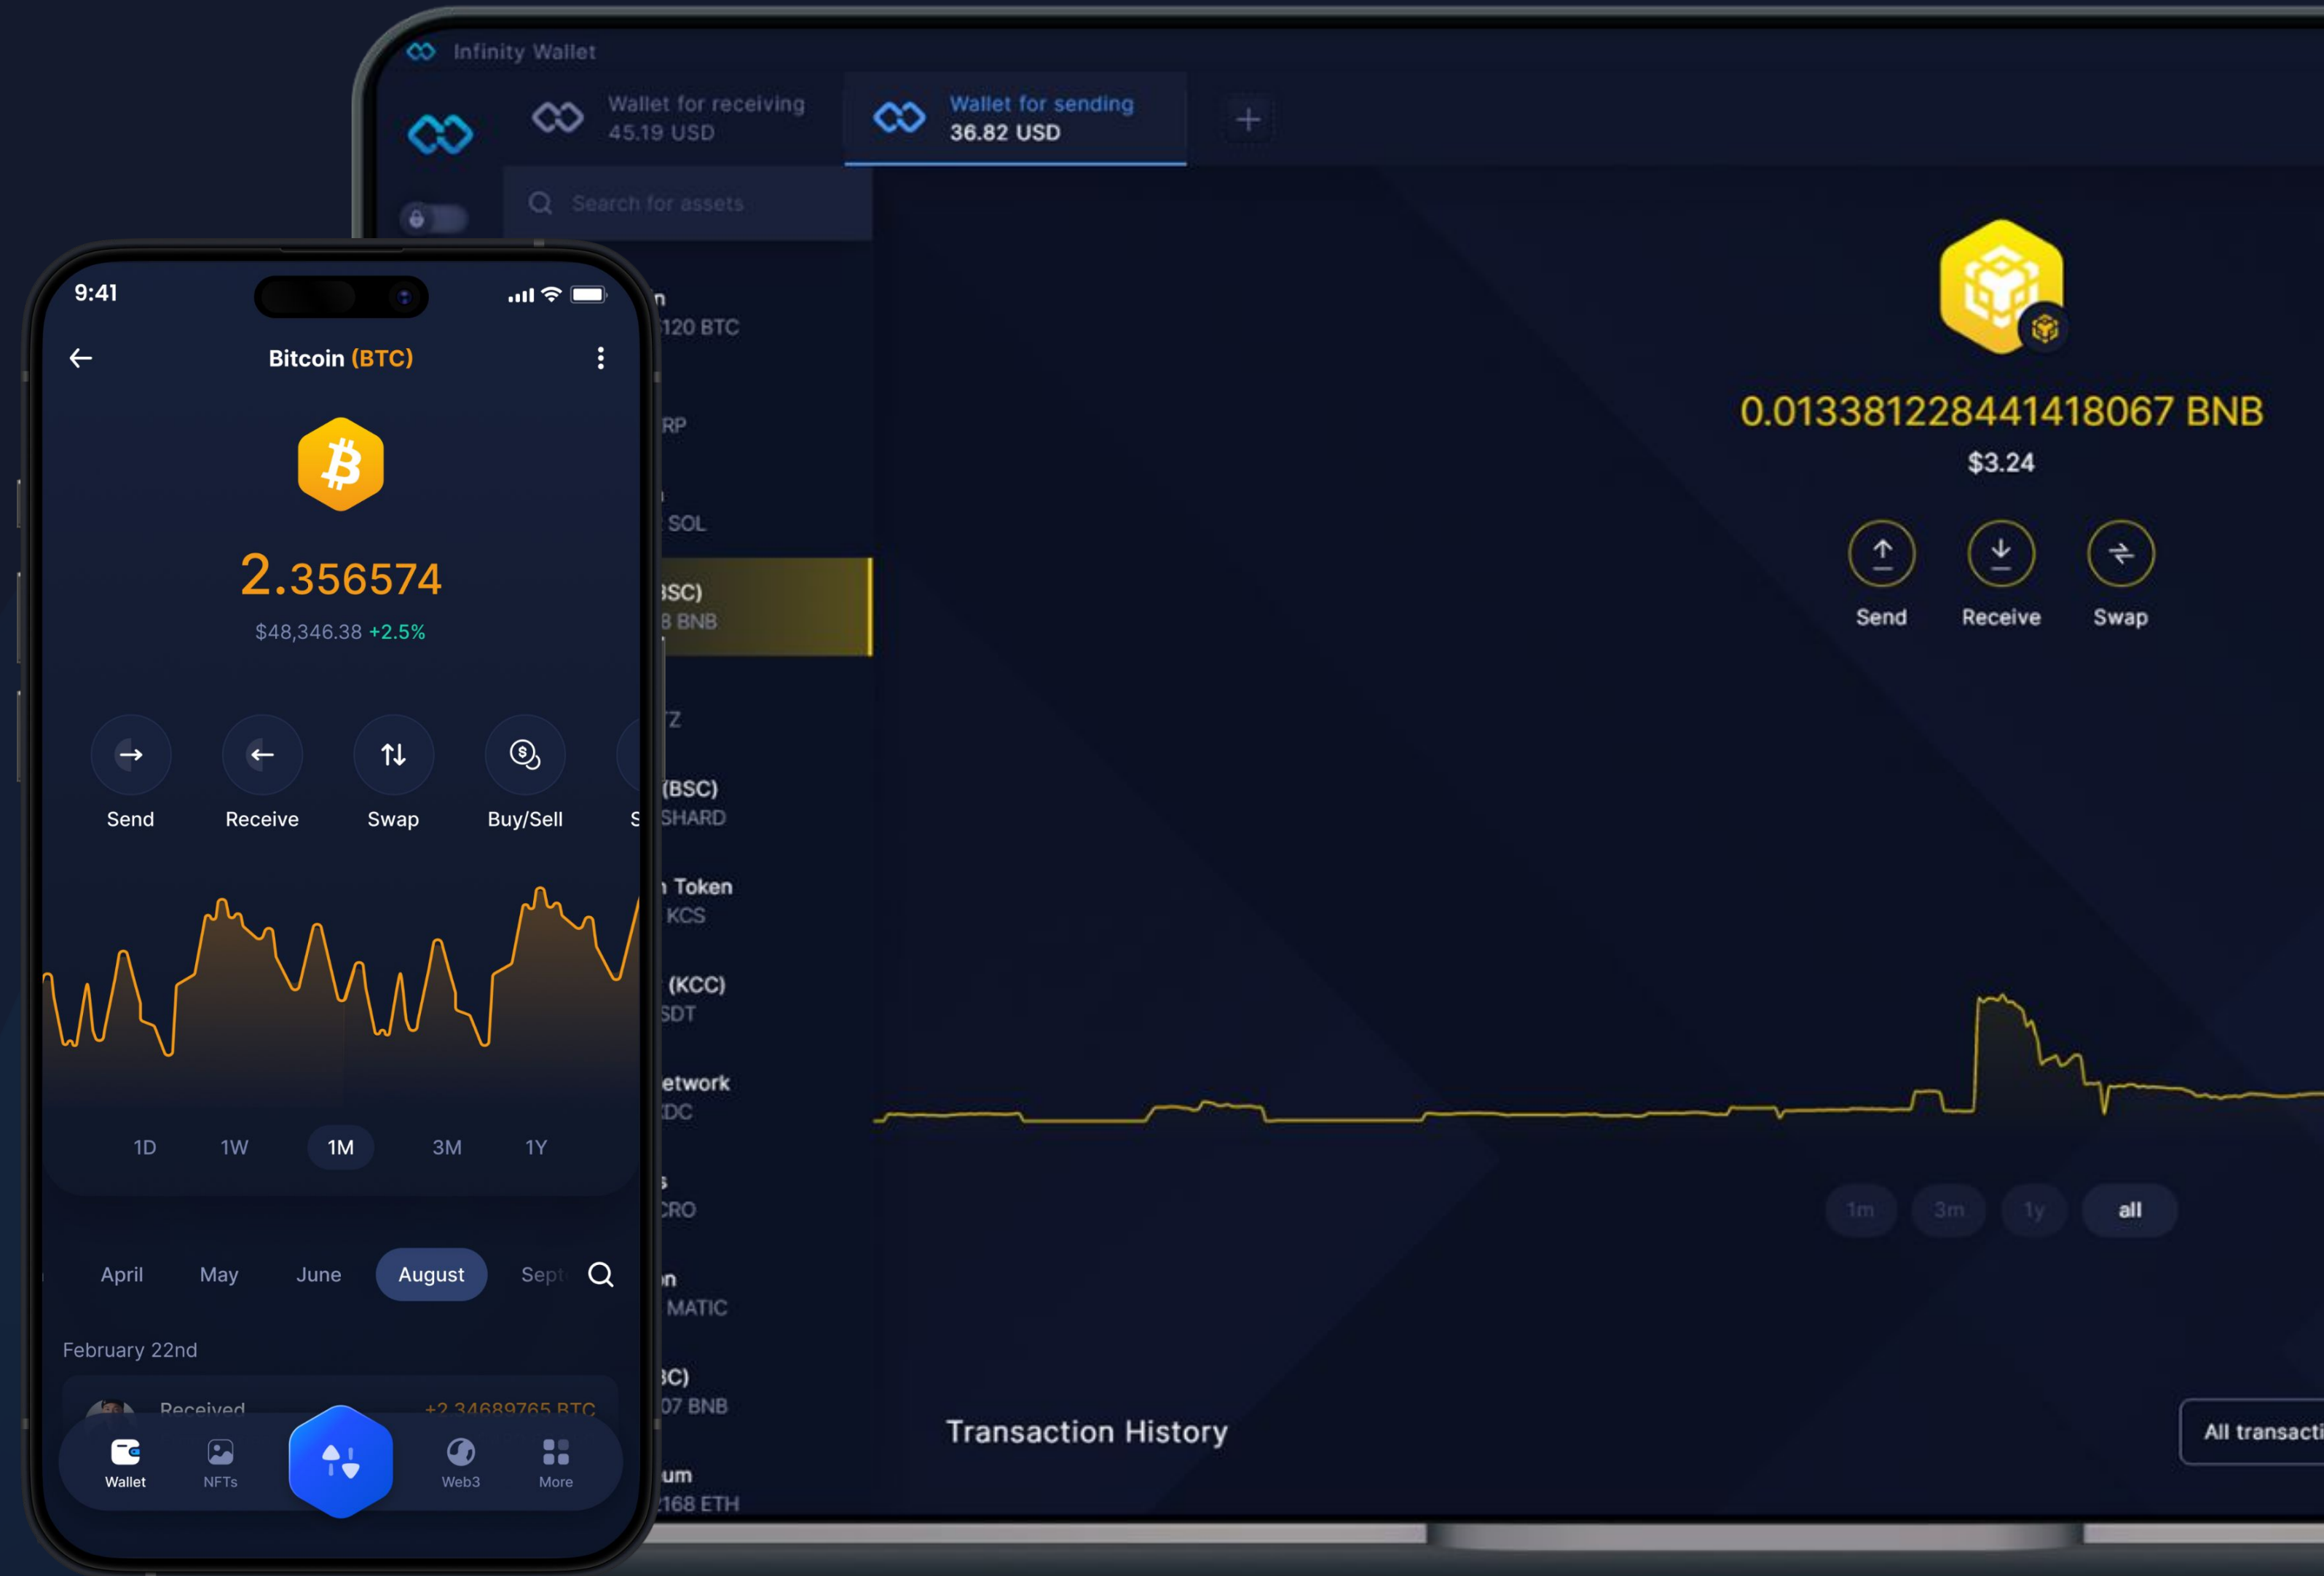 Infinity Wallet
Wallet for receiving
45.19 USD
Wallet for sending
36.82 USD
Search for assets
9:41
Bitcoin (BTC)
2.356574
$48,346.38 +2.5%
Send
Receive
Swap
Buy/Sell
1D
1W
1M
3M
1Y
April
May
June
August
February 22nd
Received
+2.34689765 BTC
Wallet
NFTs
Web3
More
120 BTC
SOL
BNB
(BSC)
SHARD
Token
KCS
(KCC)
MATIC
07 BNB
168 ETH
0.013381228441418067 BNB
$3.24
Send
Receive
Swap
1m
3m
1y
all
Transaction History
All